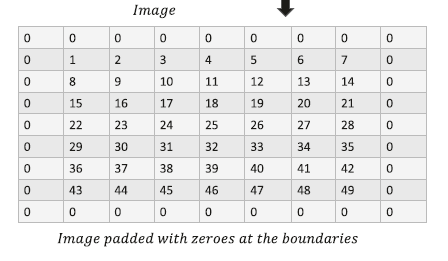 Image
0 0 0 0 0 0 0 0 0
0 1 2 3 4 5 6 7 0
0 8 9 10 11 12 13 14 0
0 15 16 17 18 19 20 21 0
0 22 23 24 25 26 27 28 0
0 29 30 31 32 33 34 35 0
0 36 37 38 39 40 41 42 0
0 43 44 45 46 47 48 49 0
0 0 0 0 0 0 0 0 0
Image padded with zeroes at the boundaries